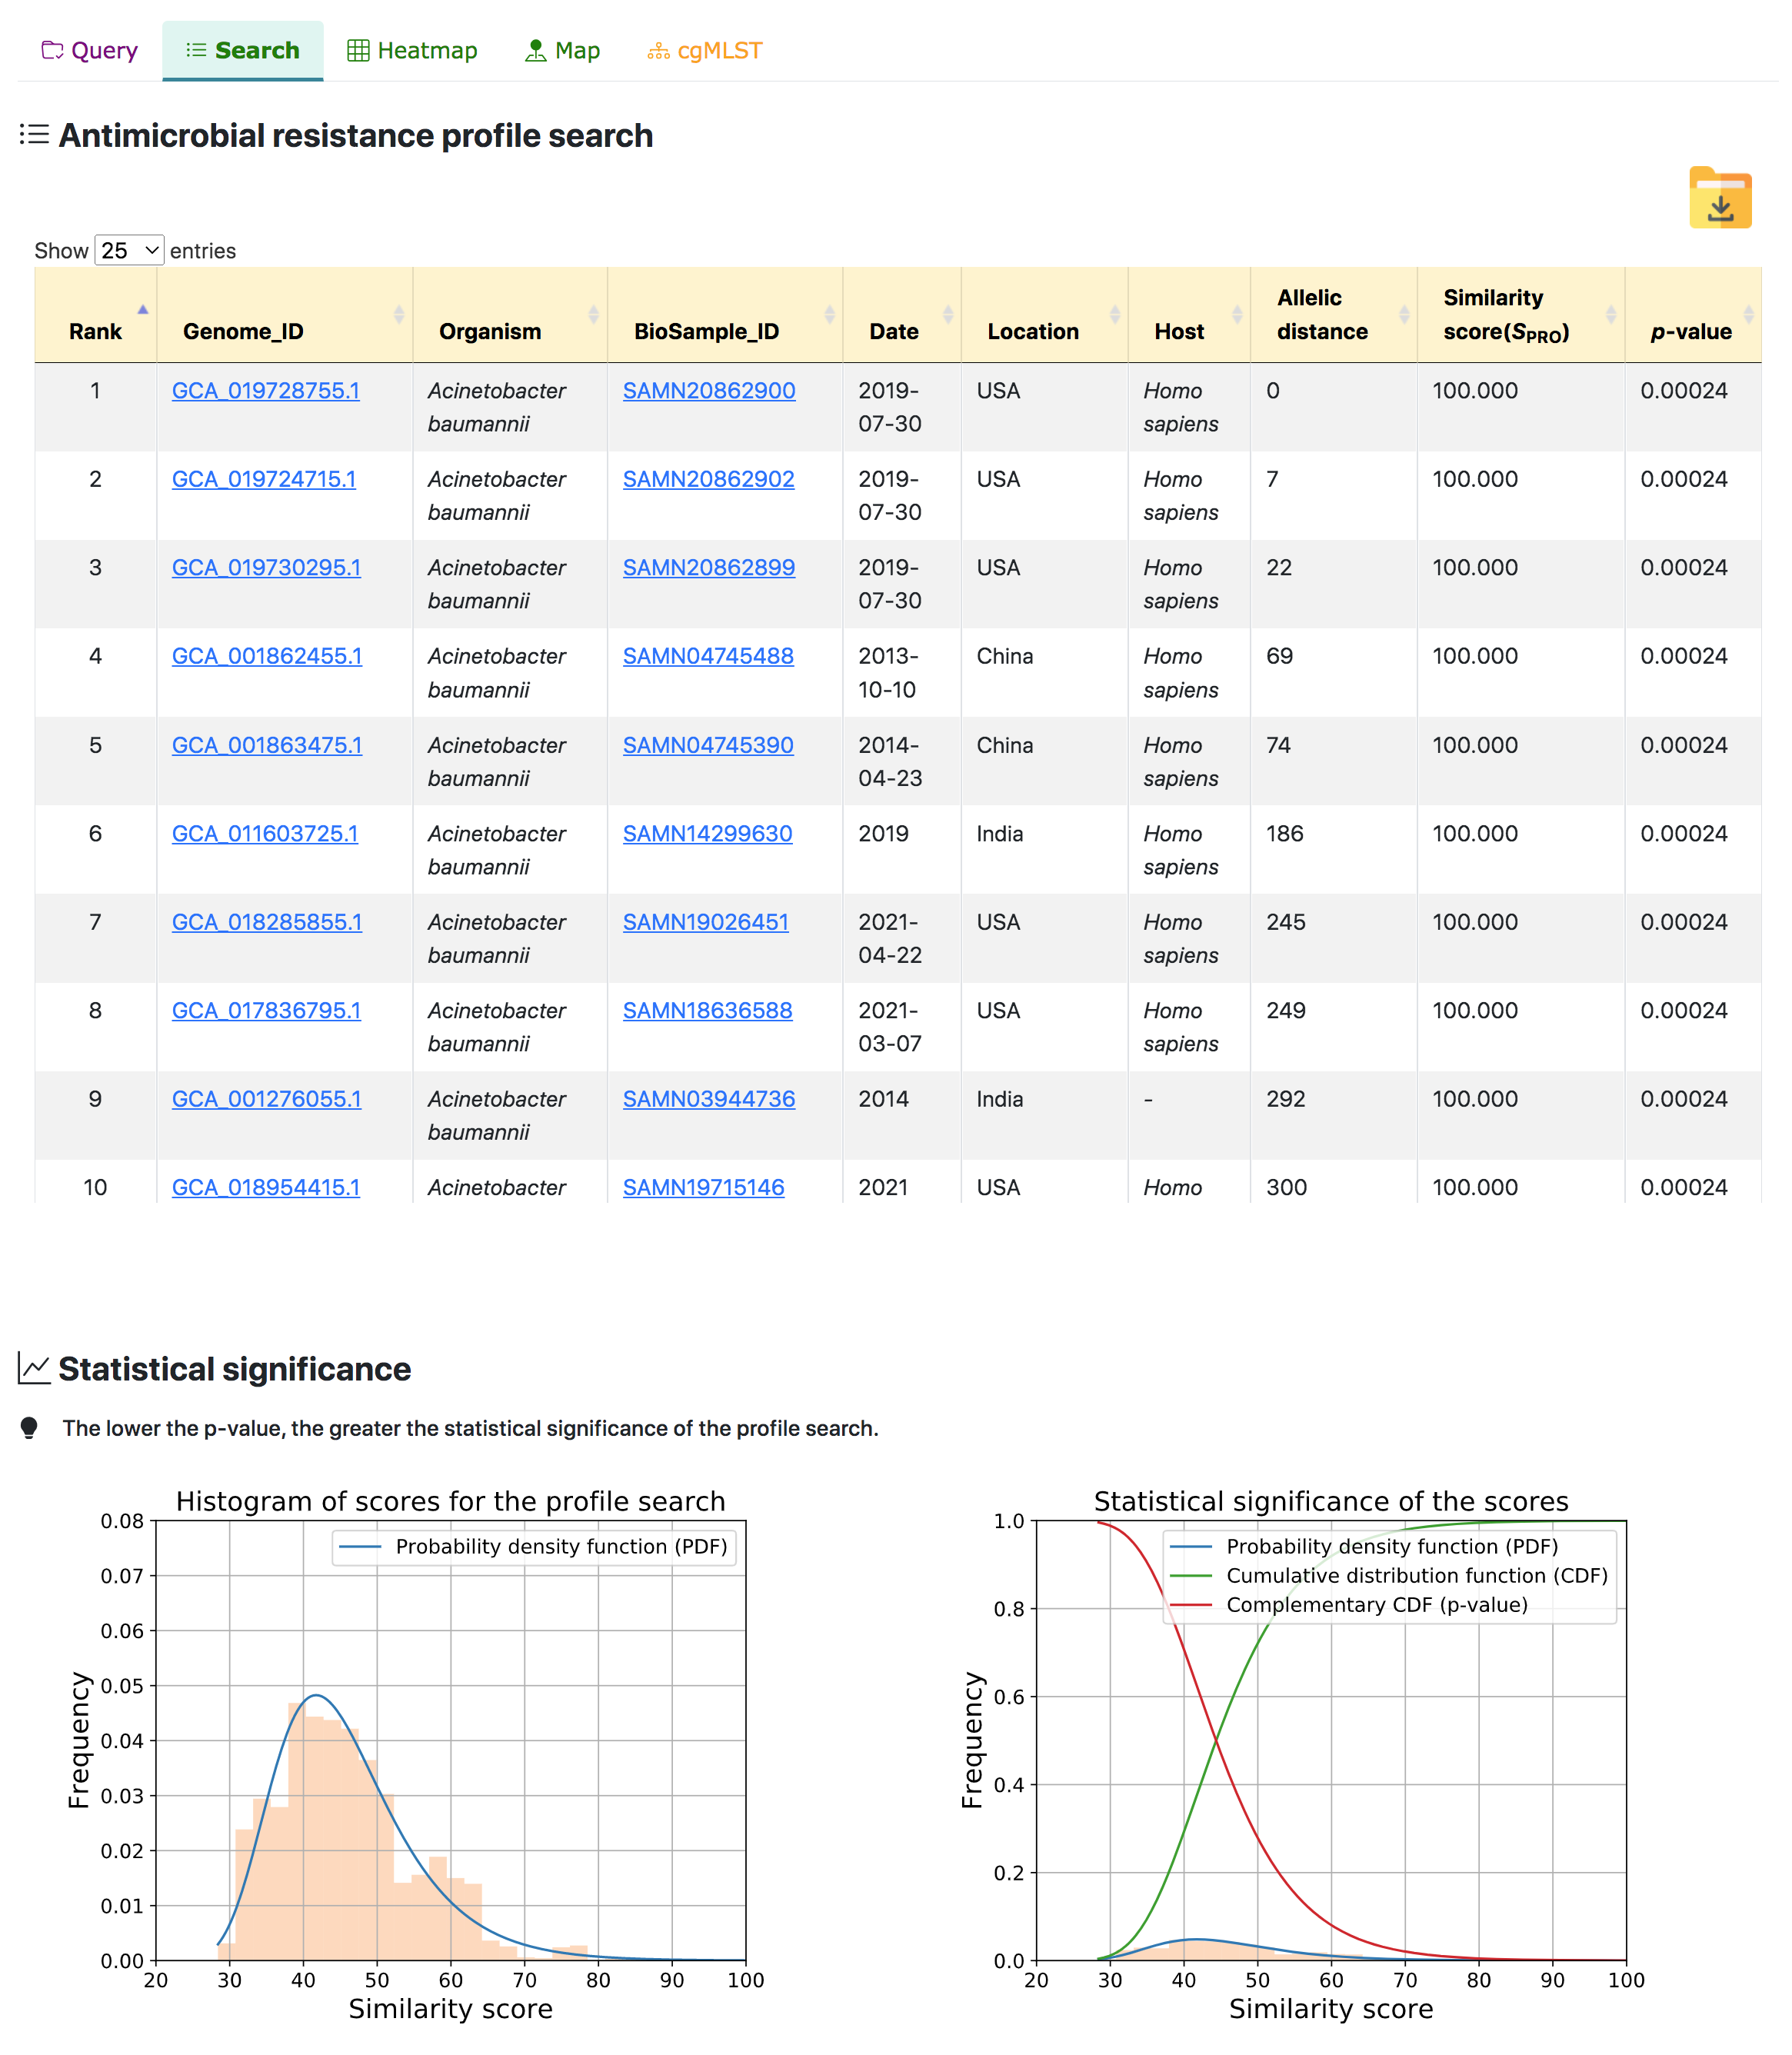 Query Search Heatmap Map cgMLST
Antimicrobial resistance profile search
Show 25 entries
Rank Genome_ID Organism BioSample_ID Date Location Host Allelic distance Similarity score(SPRO) p-value
1 GCA_019728755.1 Acinetobacter baumannii SAMN20862900 2019-07-30 USA Homo sapiens 0 100.000 0.00024
2 GCA_019724715.1 Acinetobacter baumannii SAMN20862902 2019-07-30 USA Homo sapiens 7 100.000 0.00024
3 GCA_019730295.1 Acinetobacter baumannii SAMN20862899 2019-07-30 USA Homo sapiens 22 100.000 0.00024
4 GCA_001862455.1 Acinetobacter baumannii SAMN04745488 2013-10-10 China Homo sapiens 69 100.000 0.00024
5 GCA_001863475.1 Acinetobacter baumannii SAMN04745390 2014-04-23 China Homo sapiens 74 100.000 0.00024
6 GCA_011603725.1 Acinetobacter baumannii SAMN14299630 2019 India Homo sapiens 186 100.000 0.00024
7 GCA_018285855.1 Acinetobacter baumannii SAMN19026451 2021-04-22 USA Homo sapiens 245 100.000 0.00024
8 GCA_017836795.1 Acinetobacter baumannii SAMN18636588 2021-03-07 USA Homo sapiens 249 100.000 0.00024
9 GCA_001276055.1 Acinetobacter baumannii SAMN03944736 2014 India - 292 100.000 0.00024
10 GCA_018954415.1 Acinetobacter SAMN19715146 2021 USA Homo 300 100.000 0.00024
Statistical significance
The lower the p-value, the greater the statistical significance of the profile search.
Histogram of scores for the profile search
Probability density function (PDF)
Frequency
0.08
0.07
0.06
0.05
0.04
0.03
0.02
0.01
0.00
20 30 40 50 60 70 80 90 100
Similarity score
Statistical significance of the scores
Probability density function (PDF)
Cumulative distribution function (CDF)
Complementary CDF (p-value)
Frequency
1.0
0.8
0.6
0.4
0.2
0.0
20 30 40 50 60 70 80 90 100
Similarity score